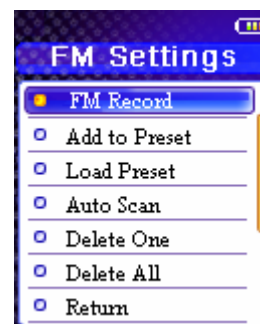 FM Settings
FM Record
Add to Preset
Load Preset
Auto Scan
Delete One
Delete All
Return